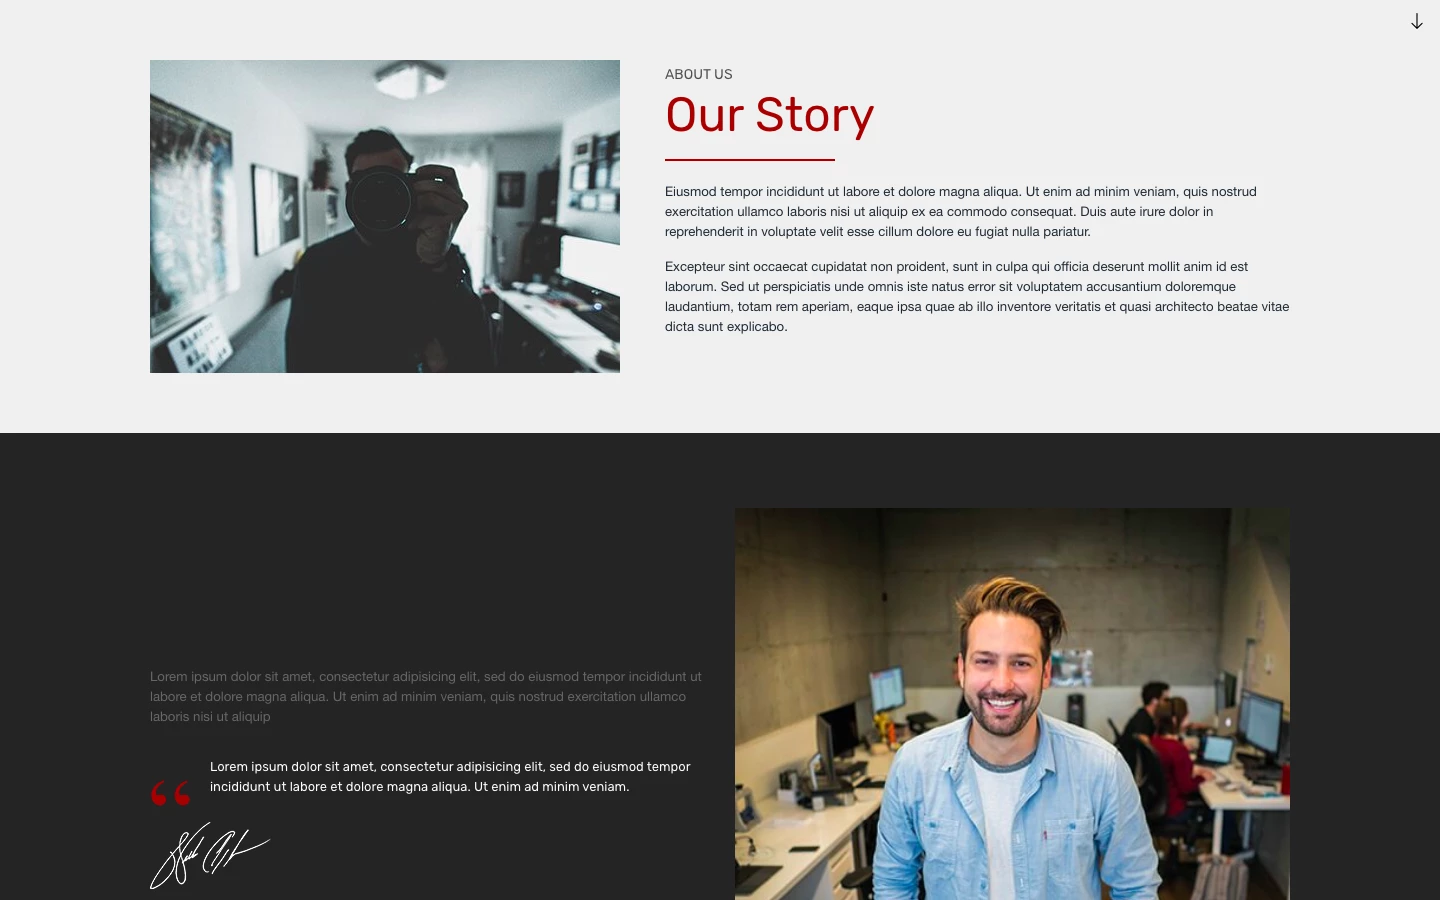 ABOUT US
Our Story
Eiusmod tempor incididunt ut labore et dolore magna aliqua. Ut enim ad minim veniam, quis nostrud
exercitation ullamco laboris nisi ut aliquip ex ea commodo consequat. Duis aute irure dolor in
reprehenderit in voluptate velit esse cillum dolore eu fugiat nulla pariatur.
Excepteur sint occaecat cupidatat non proident, sunt in culpa qui officia deserunt mollit anim id est
laborum. Sed ut perspiciatis unde omnis iste natus error sit voluptatem accusantium doloremque
laudantium, totam rem aperiam, eaque ipsa quae ab illo inventore veritatis et quasi architecto beatae vitae
dicta sunt explicabo.
Lorem ipsum dolor sit amet, consectetur adipisicing elit, sed do eiusmod tempor incididunt ut
labore et dolore magna aliqua. Ut enim ad minim veniam, quis nostrud exercitation ullamco
laboris nisi ut aliquip
Lorem ipsum dolor sit amet, consectetur adipisicing elit, sed do eiusmod tempor
incididunt ut labore et dolore magna aliqua. Ut enim ad minim veniam.